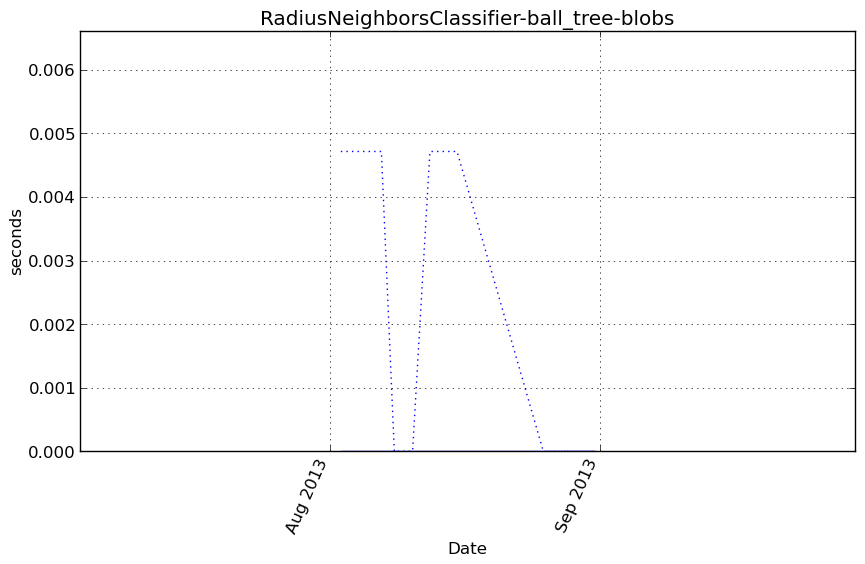 RadiusNeighborsClassifier-ball_tree-blobs
0.006
0.005
0.004
0.003
0.002
0.001
0.000
seconds
Aug 2013
Sep 2013
Date